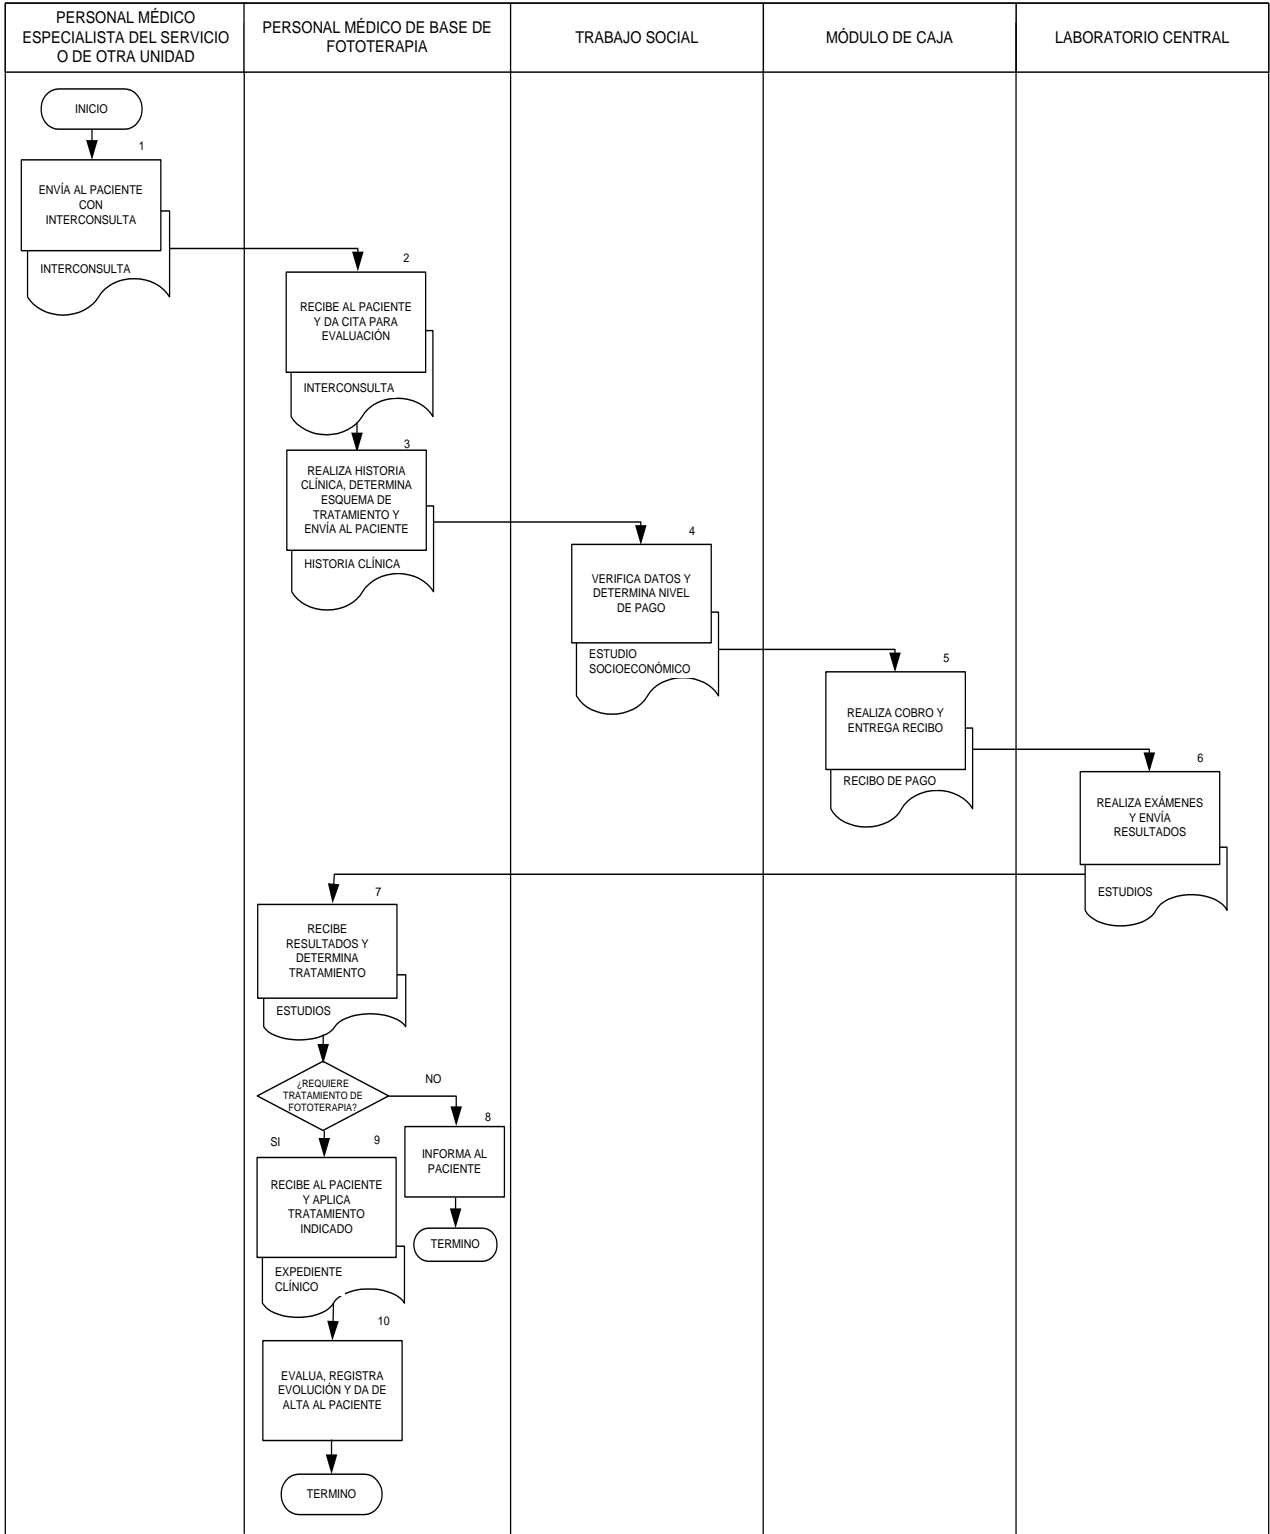 PERSONAL MÉDICO
ESPECIALISTA DEL SERVICIO
O DE OTRA UNIDAD
PERSONAL MÉDICO DE BASE DE
FOTOTERAPIA
TRABAJO SOCIAL
MÓDULO DE CAJA
LABORATORIO CENTRAL
INICIO
1
ENVÍA AL PACIENTE
CON
INTERCONSULTA
INTERCONSULTA
2
RECIBE AL PACIENTE
Y DA CITA PARA
EVALUACIÓN
INTERCONSULTA
3
REALIZA HISTORIA
CLÍNICA, DETERMINA
ESQUEMA DE
TRATAMIENTO Y
ENVÍA AL PACIENTE
HISTORIA CLÍNICA
4
VERIFICA DATOS Y
DETERMINA NIVEL
DE PAGO
ESTUDIO
SOCIOECONÓMICO
5
REALIZA COBRO Y
ENTREGA RECIBO
RECIBO DE PAGO
6
REALIZA EXÁMENES
Y ENVÍA
RESULTADOS
ESTUDIOS
7
RECIBE
RESULTADOS Y
DETERMINA
TRATAMIENTO
ESTUDIOS
¿REQUIERE
TRATAMIENTO DE
FOTOTERAPIA?
NO
8
INFORMA AL
PACIENTE
TERMINO
SI
9
RECIBE AL PACIENTE
Y APLICA
TRATAMIENTO
INDICADO
EXPEDIENTE
CLÍNICO
10
EVALUA, REGISTRA
EVOLUCIÓN Y DA DE
ALTA AL PACIENTE
TERMINO